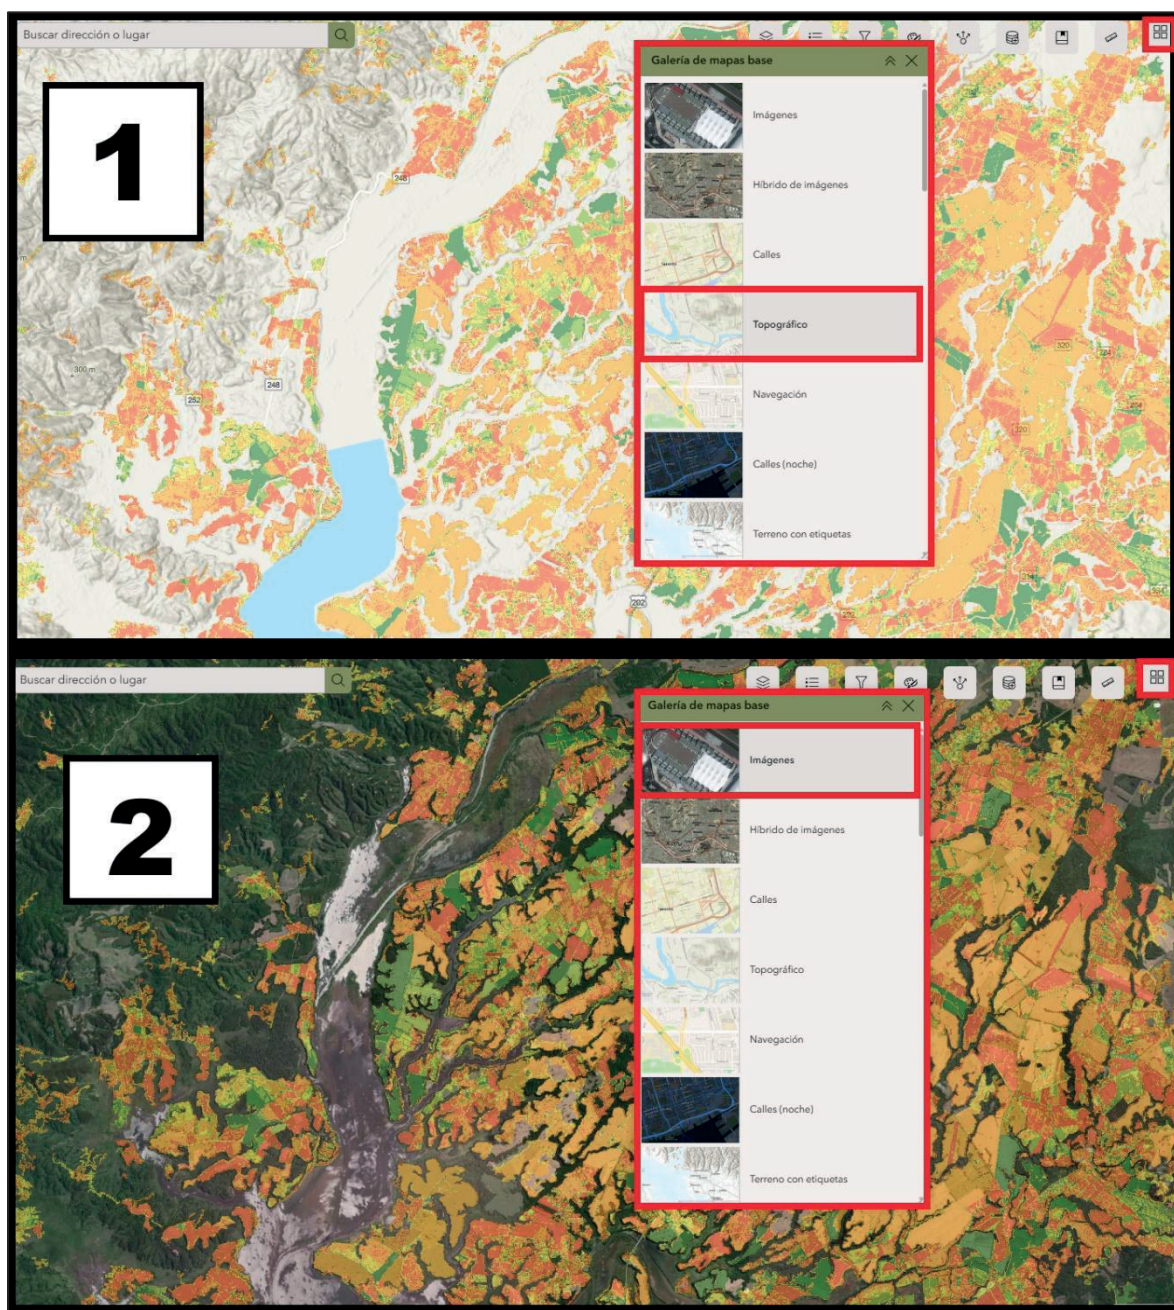 Buscar dirección o lugar
1
Galería de mapas base
Imágenes
Híbrido de imágenes
248
Calles
Topográfico
320
300 m
248
252
Navegación
320
Calles (noche)
Terreno con etiquetas
202
Buscar dirección o lugar
2
Galería de mapas base
Imágenes
Híbrido de imágenes
Calles
Topográfico
Navegación
Calles (noche)
Terreno con etiquetas